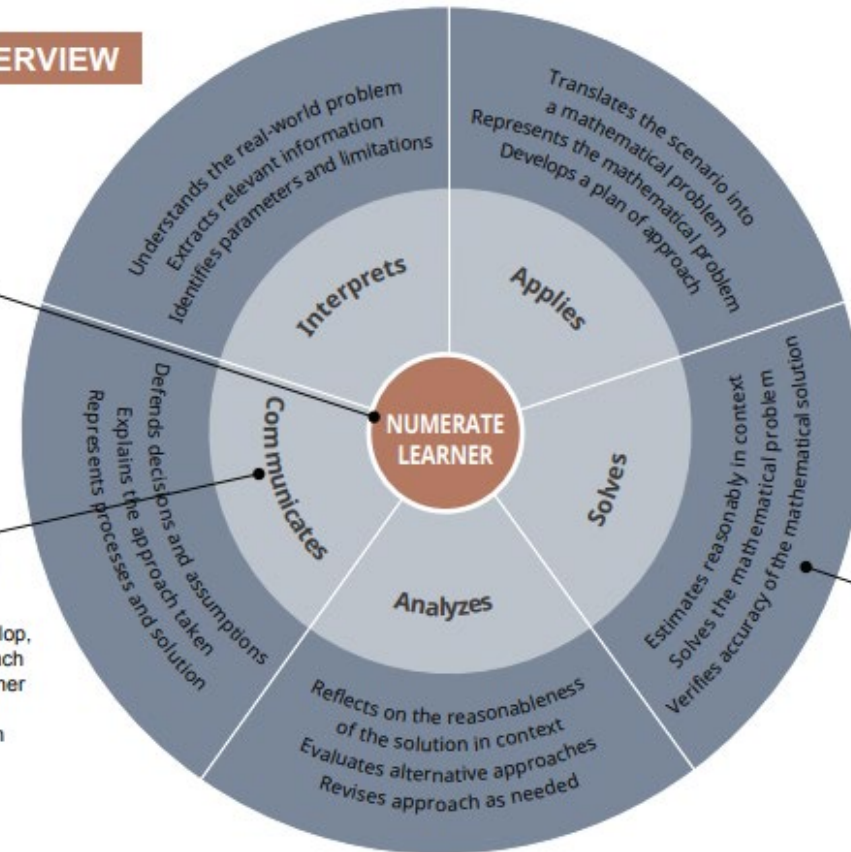 ERVIEW
Understands the real-world problem
Extracts relevant information
Identifies parameters and limitations
Interprets
Translates the scenario into
a mathematical problem
Represents the mathematical problem
Develops a plan of approach
Applies
Estimates reasonably in context
Solves the mathematical problem
Verifies accuracy of the mathematical solution
Solves
Reflects on the reasonableness
of the solution in context
Evaluates alternative approaches
Revises approach as needed
Analyzes
Defends decisions and assumptions
Explains the approach taken
Represents processes and solution
Communicates
NUMERATE
LEARNER